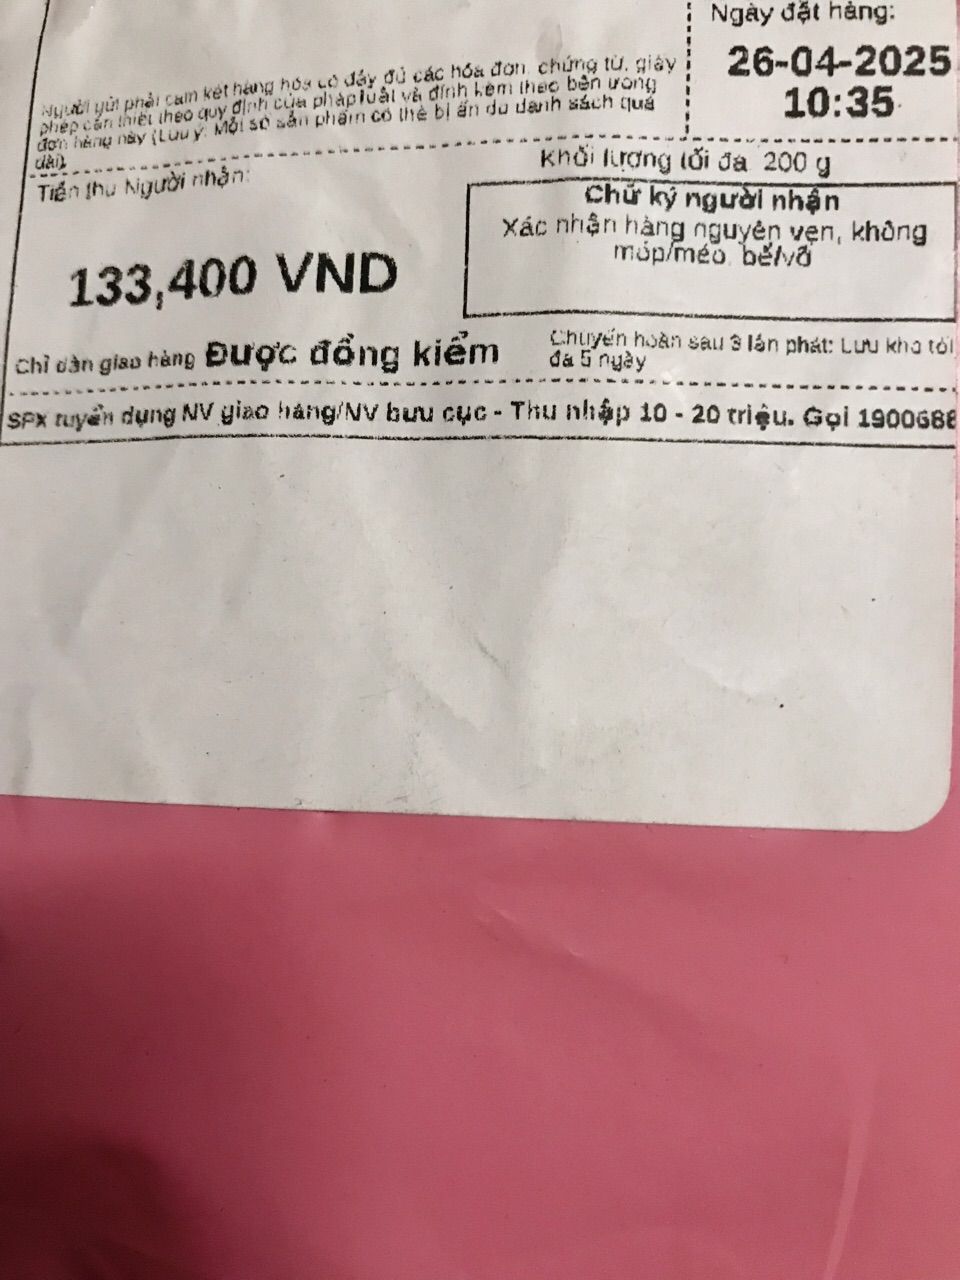 Ngày đặt hàng:
26-04-2025
10:35
Người gửi phải cam kết hàng hóa có đầy đủ các hóa đơn, chứng từ, giấy
phép cần thiết theo quy định của pháp luật và đính kèm theo bên trong
đơn hàng này (Lưu ý: Một số sản phẩm có thể bị ẩn do danh sách quá
dài)
Khối lượng tối đa 200 g
Tiền thu Người nhận:
133,400 VND
Chữ ký người nhận
Xác nhận hàng nguyên vẹn, không
móp/méo, bể/vỡ
Chỉ dẫn giao hàng Được đồng kiểm
Chuyển hoàn sau 3 lần phát: Lưu kho tối
đa 5 ngày
SPX tuyển dụng NV giao hàng/NV bưu cục - Thu nhập 10 - 20 triệu. Gọi 1900688